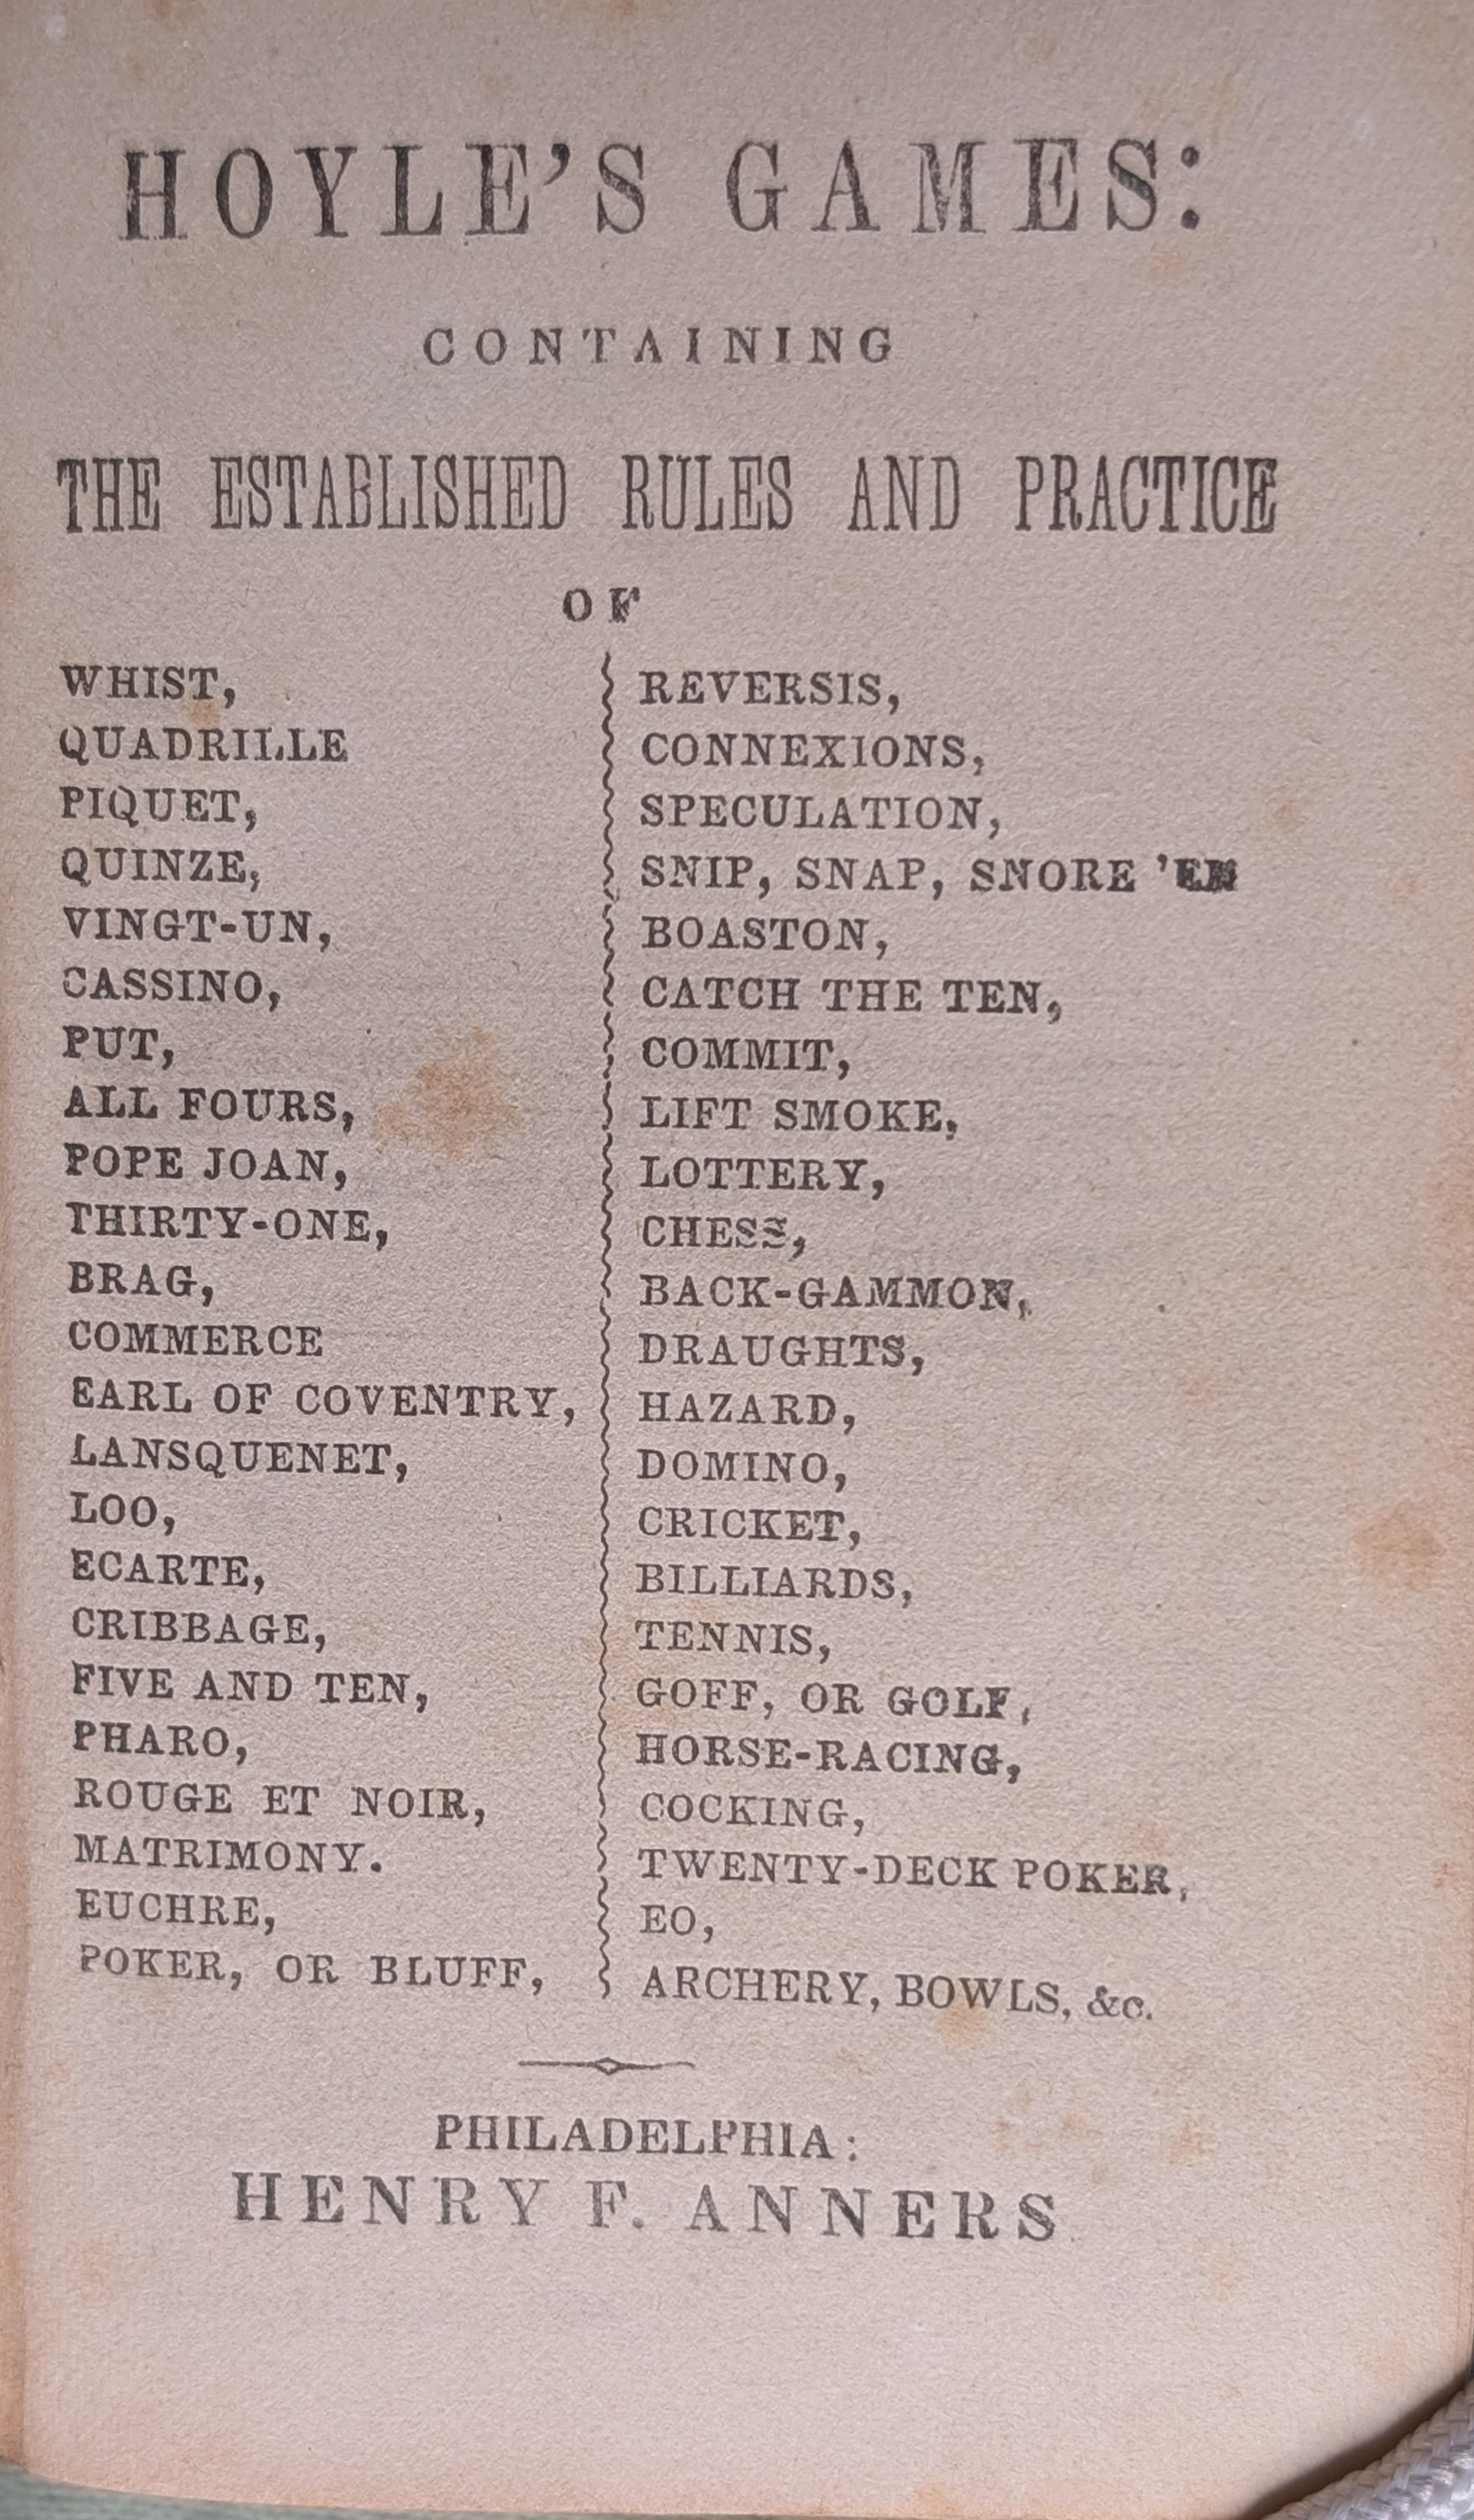 HOYLE'S GAMES:
CONTAINING
THE ESTABLISHED RULES AND PRACTICE
OF
WHIST,
QUADRILLE
PIQUET,
QUINZE,
VINGT-UN,
CASSINO,
PUT,
ALL FOURS,
POPE JOAN,
THIRTY-ONE,
BRAG,
COMMERCE
EARL OF COVENTRY,
LANSQUENET,
LOO,
ECARTE,
CRIBBAGE,
FIVE AND TEN,
PHARO,
ROUGE ET NOIR,
MATRIMONY.
EUCHRE,
POKER, OR BLUFF,
REVERSIS,
CONNEXIONS,
SPECULATION,
SNIP, SNAP, SNORE 'EM
BOASTON,
CATCH THE TEN,
COMMIT,
LIFT SMOKE,
LOTTERY,
CHESS,
BACK-GAMMON,
DRAUGHTS,
HAZARD,
DOMINO,
CRICKET,
BILLIARDS,
TENNIS,
GOFF, OR GOLF,
HORSE-RACING,
COCKING,
TWENTY-DECK POKER,
EO,
ARCHERY, BOWLS, &c.
PHILADELPHIA:
HENRY F. ANNERS